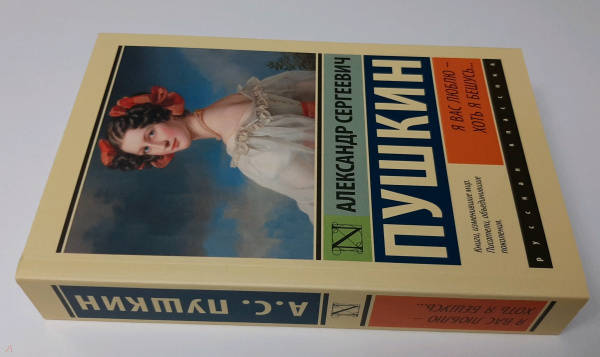 АЛЕКСАНДР СЕРГЕЕВИЧ
ПУШКИН
Я ВАС ЛЮБЛЮ –
ХОТЬ Я БЕШУСЬ...
Книги, изменившие мир.
Писатели, объединившие
поколения.
РУССКАЯ КЛАССИКА
N
А.С. ПУШКИН
Я ВАС ЛЮБЛЮ –
ХОТЬ Я БЕШУСЬ...
N